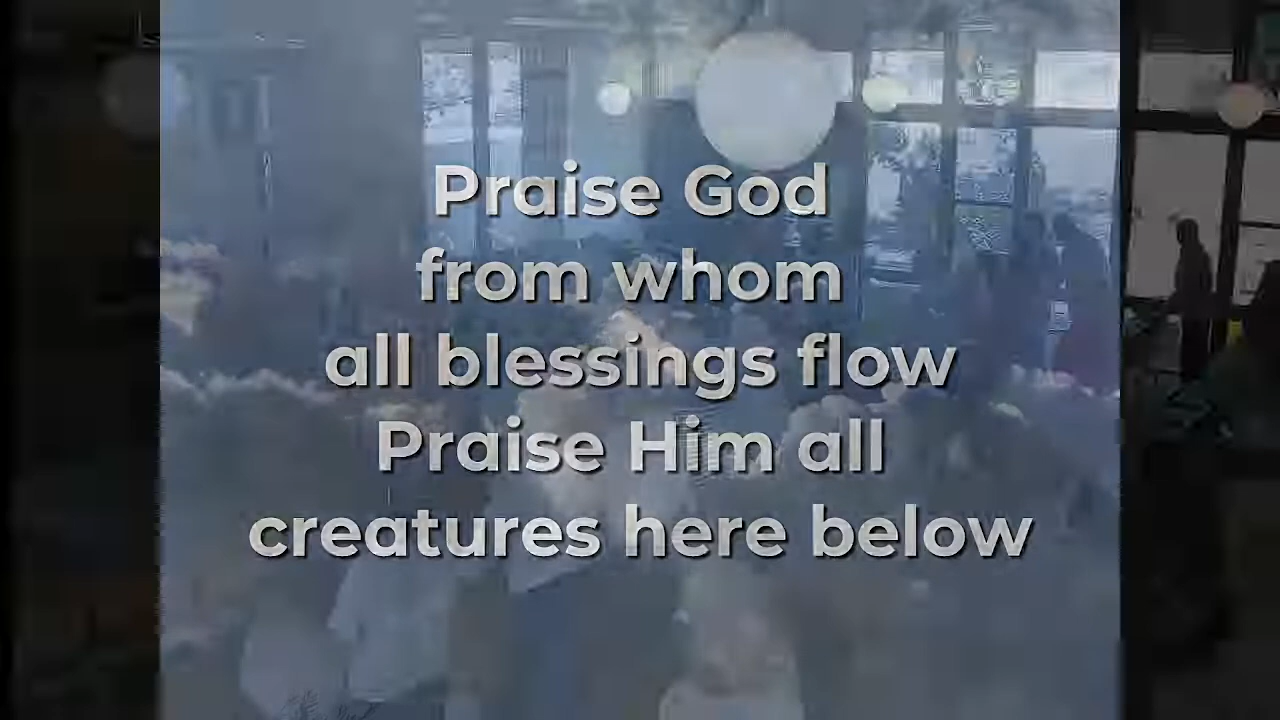 Praise God
from whom
all blessings flow
Praise Him all
creatures here below